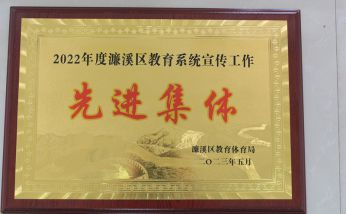 2022年度濂溪区教育系统宣传工作
先进集体
濂溪区教育体育局
二〇二三年五月